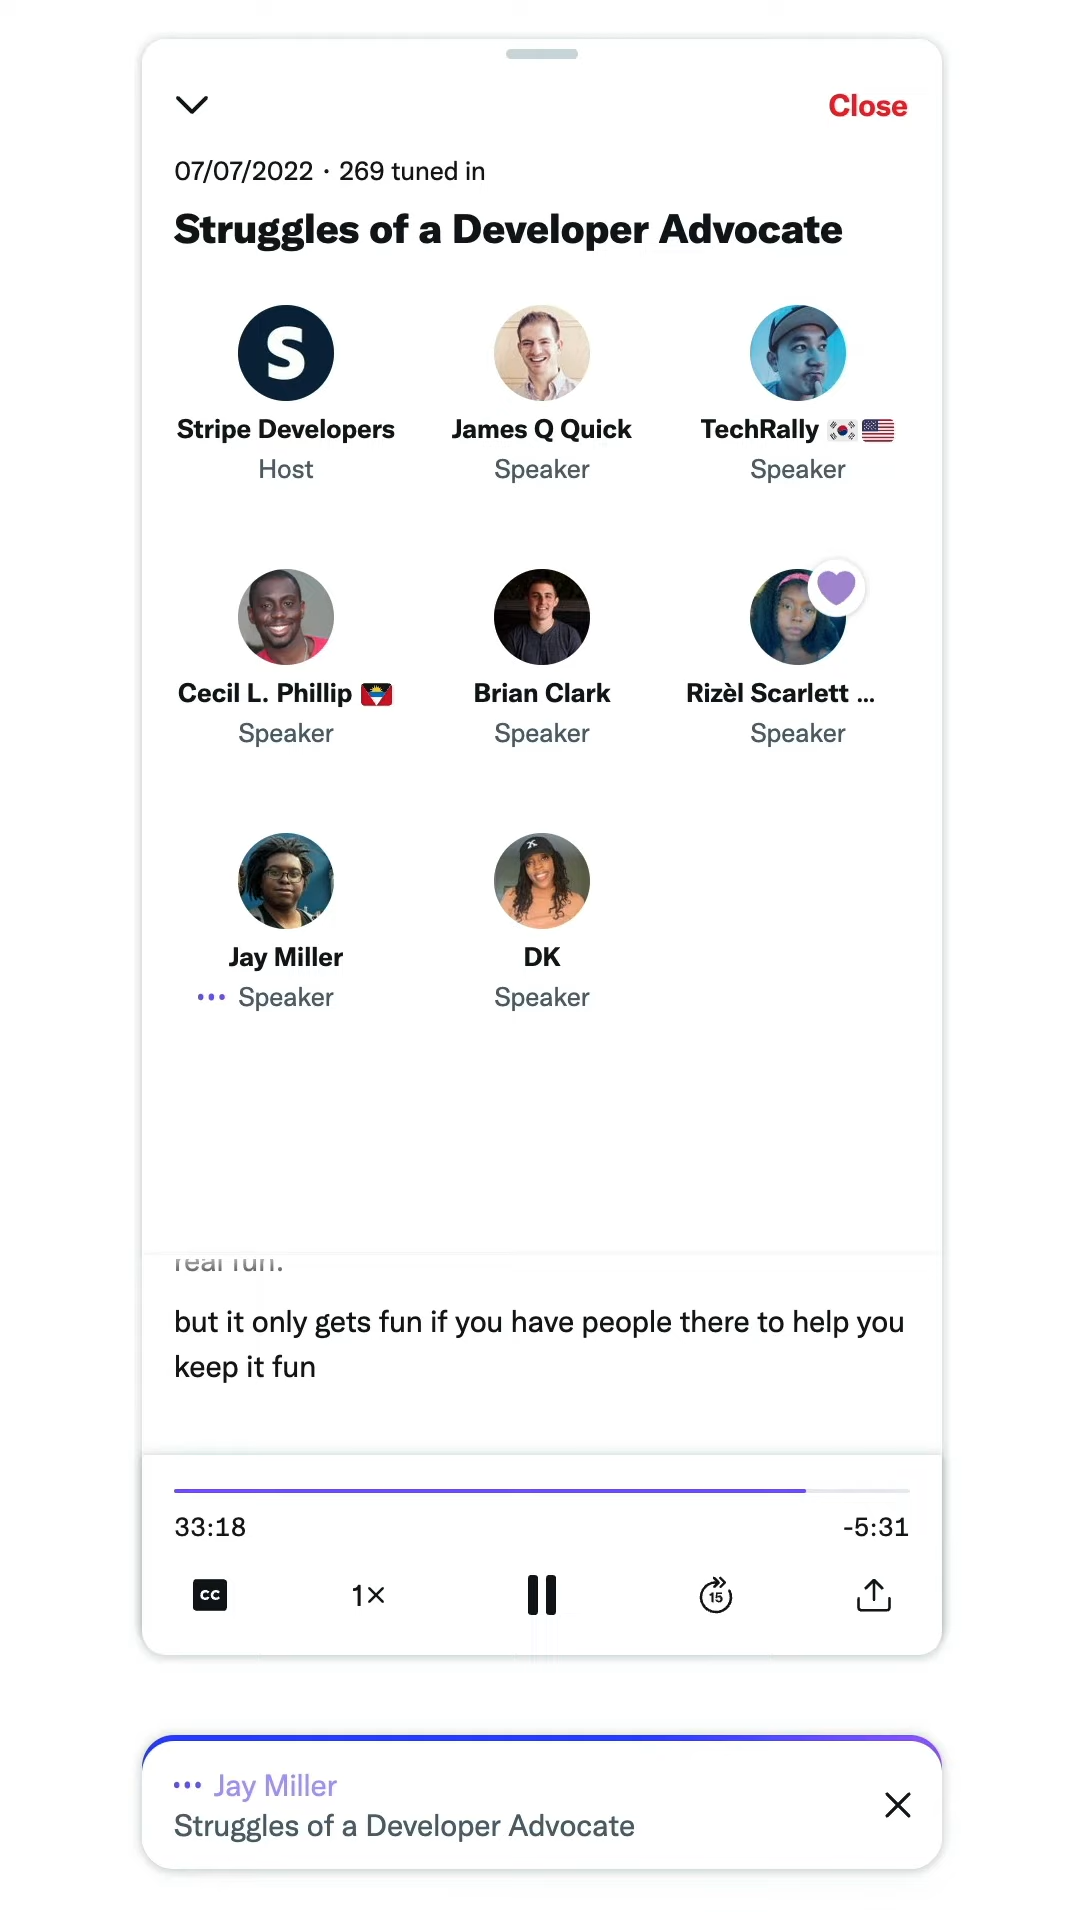 Close
07/07/2022 · 269 tuned in
Struggles of a Developer Advocate
S
Stripe Developers
Host
James Q Quick
Speaker
TechRally 🇰🇷🇺🇸
Speaker
Cecil L. Phillip 🇦🇬
Speaker
Brian Clark
Speaker
Rizèl Scarlett ...
Speaker
Jay Miller
••• Speaker
DK
Speaker
real fun.
but it only gets fun if you have people there to help you
keep it fun
33:18
-5:31
CC
1×
15
••• Jay Miller
Struggles of a Developer Advocate